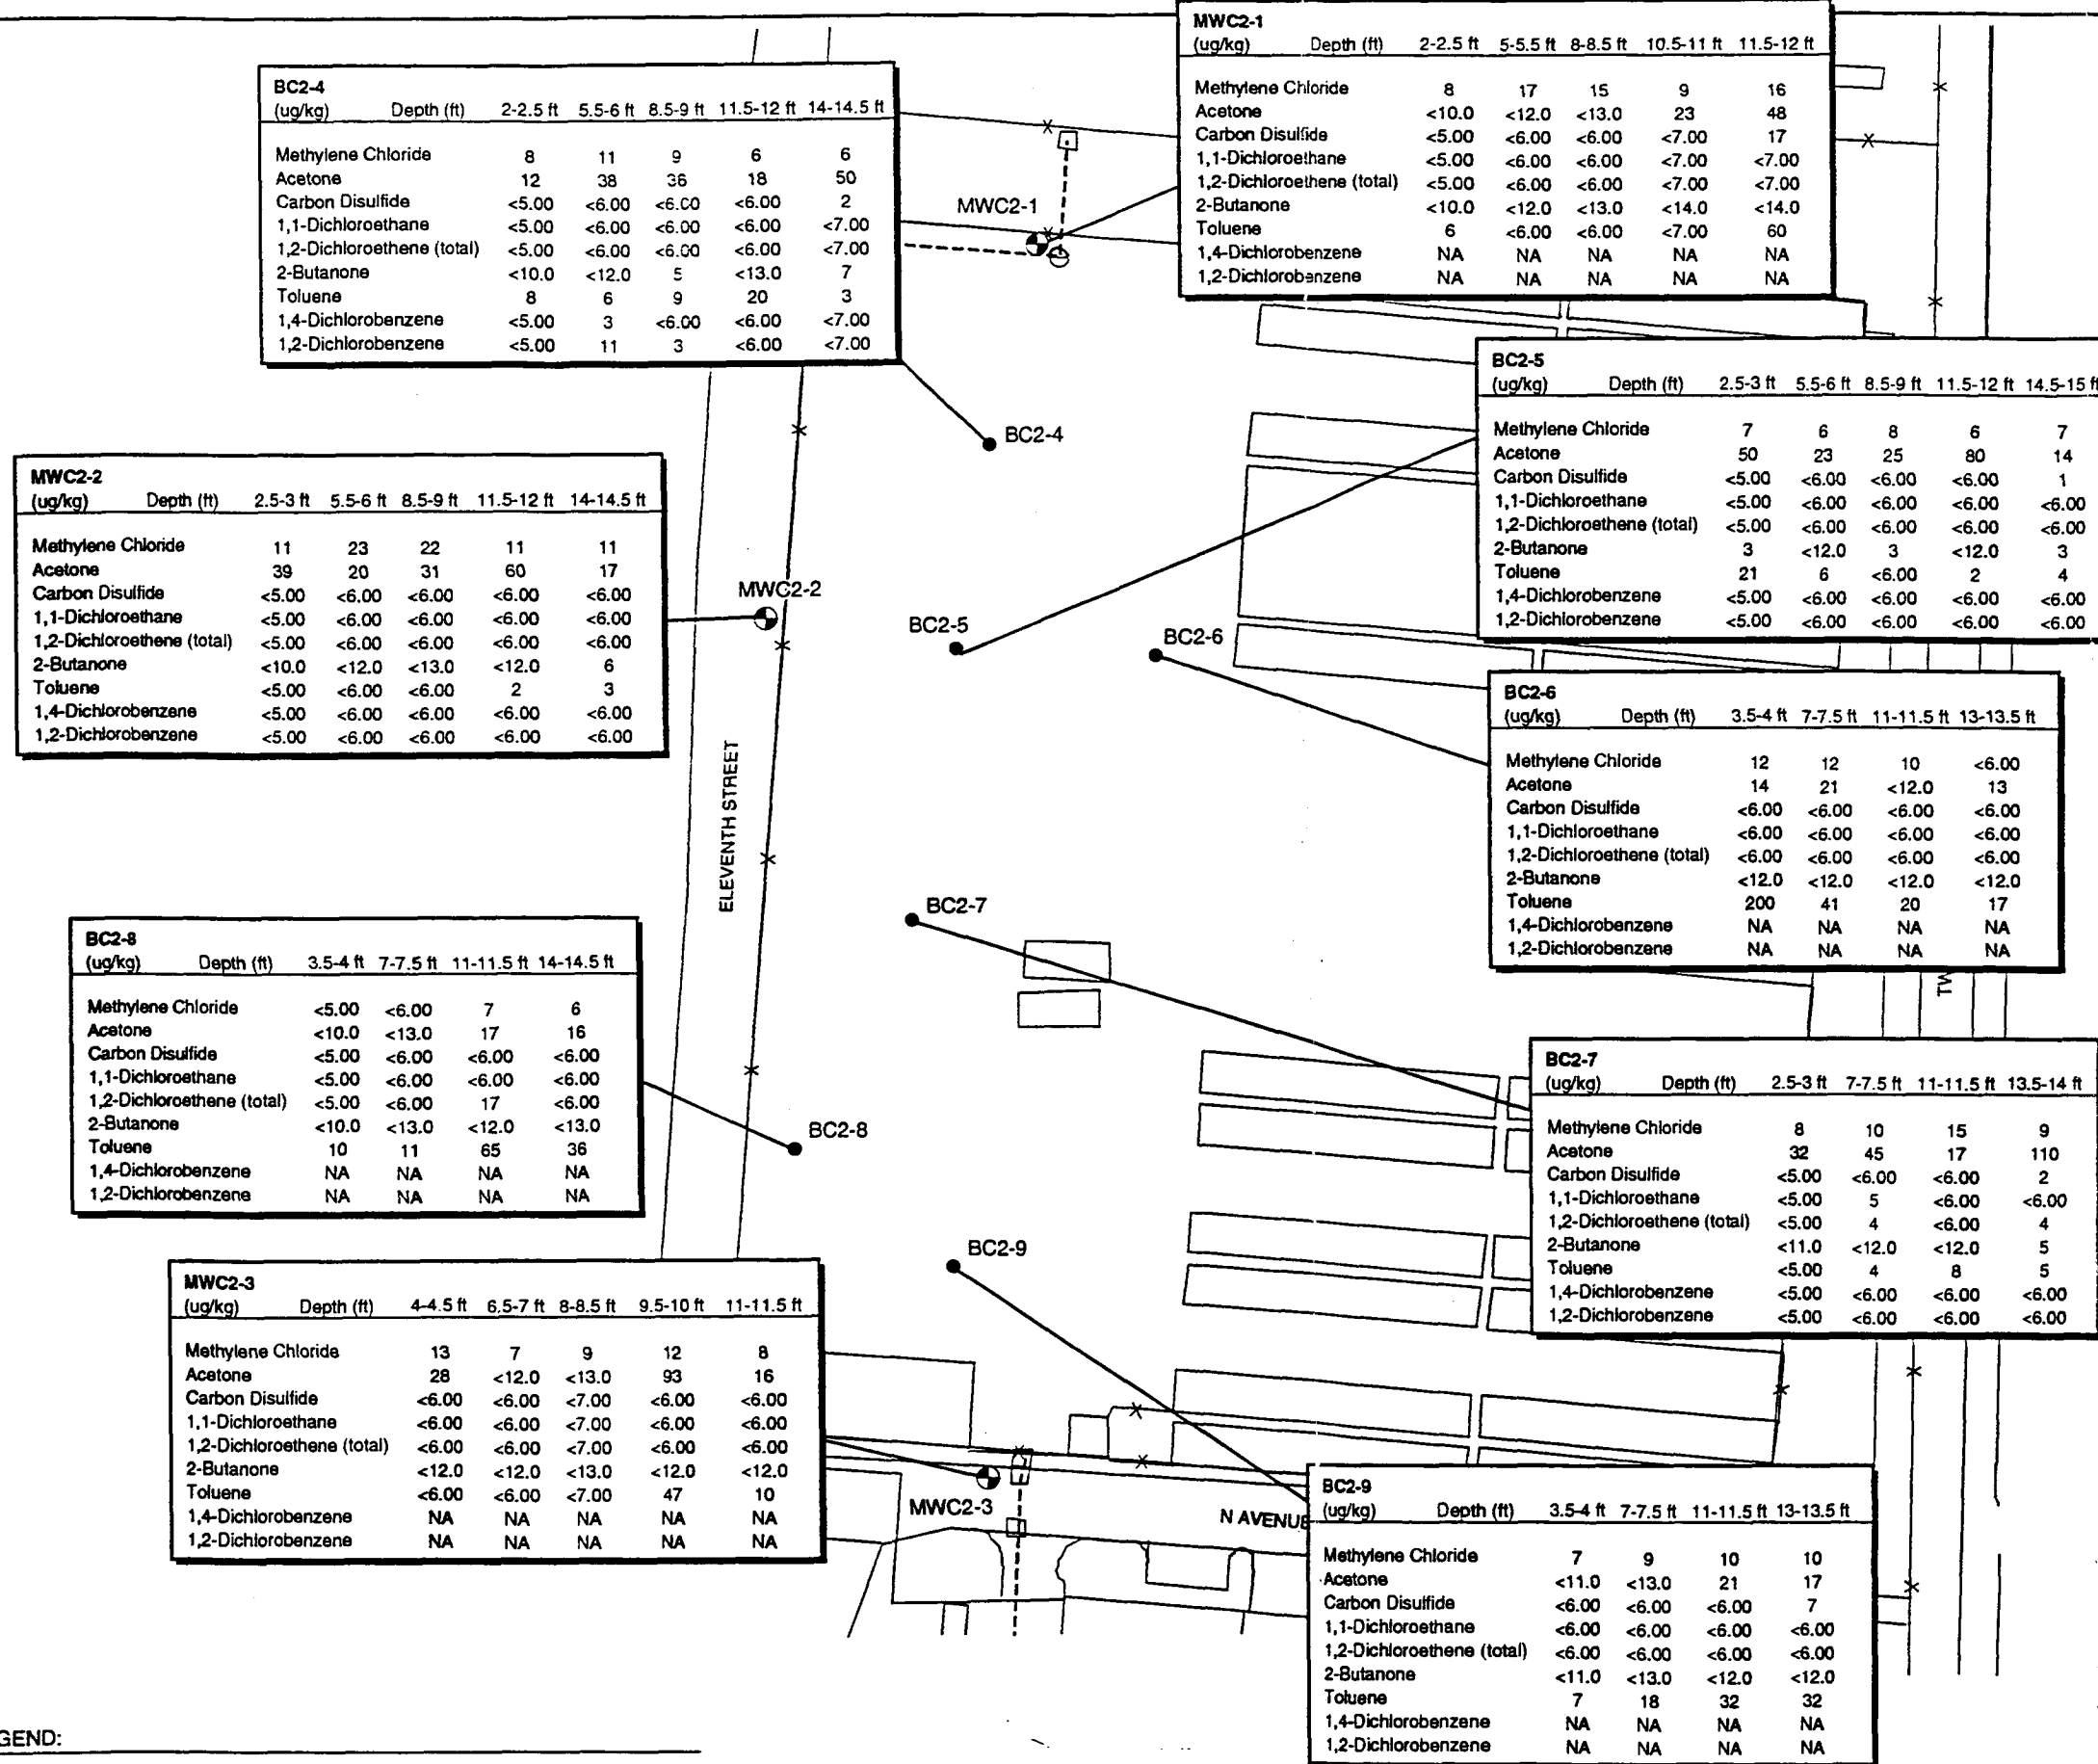 MWC2-1
(ug/kg) Depth (ft) 2-2.5 ft 5-5.5 ft 8-8.5 ft 10.5-11 ft 11.5-12 ft
Methylene Chloride 8 17 15 9 16
Acetone <10.0 <12.0 <13.0 23 48
Carbon Disulfide <5.00 <6.00 <6.00 <7.00 17
1,1-Dichloroethane <5.00 <6.00 <6.00 <7.00 <7.00
1,2-Dichloroethene (total) <5.00 <6.00 <6.00 <7.00 <7.00
2-Butanone <10.0 <12.0 <13.0 <14.0 <14.0
Toluene 6 <6.00 <6.00 <7.00 60
1,4-Dichlorobenzene NA NA NA NA NA
1,2-Dichlorobenzene NA NA NA NA NA
BC2-4
(ug/kg) Depth (ft) 2-2.5 ft 5.5-6 ft 8.5-9 ft 11.5-12 ft 14-14.5 ft
Methylene Chloride 8 11 9 6 6
Acetone 12 38 36 18 50
Carbon Disulfide <5.00 <6.00 <6.00 <6.00 2
1,1-Dichloroethane <5.00 <6.00 <6.00 <6.00 <7.00
1,2-Dichloroethene (total) <5.00 <6.00 <6.00 <6.00 <7.00
2-Butanone <10.0 <12.0 5 <13.0 7
Toluene 8 6 9 20 3
1,4-Dichlorobenzene <5.00 3 <6.00 <6.00 <7.00
1,2-Dichlorobenzene <5.00 11 3 <6.00 <7.00
MWC2-1
BC2-4
BC2-5
(ug/kg) Depth (ft) 2.5-3 ft 5.5-6 ft 8.5-9 ft 11.5-12 ft 14.5-15 ft
Methylene Chloride 7 6 8 6 7
Acetone 50 23 25 80 14
Carbon Disulfide <5.00 <6.00 <6.00 <6.00 1
1,1-Dichloroethane <5.00 <6.00 <6.00 <6.00 <6.00
1,2-Dichloroethene (total) <5.00 <6.00 <6.00 <6.00 <6.00
2-Butanone 3 <12.0 3 <12.0 3
Toluene 21 6 <6.00 2 4
1,4-Dichlorobenzene <5.00 <6.00 <6.00 <6.00 <6.00
1,2-Dichlorobenzene <5.00 <6.00 <6.00 <6.00 <6.00
MWC2-2
(ug/kg) Depth (ft) 2.5-3 ft 5.5-6 ft 8.5-9 ft 11.5-12 ft 14-14.5 ft
Methylene Chloride 11 23 22 11 11
Acetone 39 20 31 60 17
Carbon Disulfide <5.00 <6.00 <6.00 <6.00 <6.00
1,1-Dichloroethane <5.00 <6.00 <6.00 <6.00 <6.00
1,2-Dichloroethene (total) <5.00 <6.00 <6.00 <6.00 <6.00
2-Butanone <10.0 <12.0 <13.0 <12.0 6
Toluene <5.00 <6.00 <6.00 2 3
1,4-Dichlorobenzene <5.00 <6.00 <6.00 <6.00 <6.00
1,2-Dichlorobenzene <5.00 <6.00 <6.00 <6.00 <6.00
MWC2-2
BC2-5
BC2-6
BC2-6
(ug/kg) Depth (ft) 3.5-4 ft 7-7.5 ft 11-11.5 ft 13-13.5 ft
Methylene Chloride 12 12 10 <6.00
Acetone 14 21 <12.0 13
Carbon Disulfide <6.00 <6.00 <6.00 <6.00
1,1-Dichloroethane <6.00 <6.00 <6.00 <6.00
1,2-Dichloroethene (total) <6.00 <6.00 <6.00 <6.00
2-Butanone <12.0 <12.0 <12.0 <12.0
Toluene 200 41 20 17
1,4-Dichlorobenzene NA NA NA NA
1,2-Dichlorobenzene NA NA NA NA
ELEVENTH STREET
TW
BC2-7
BC2-8
(ug/kg) Depth (ft) 3.5-4 ft 7-7.5 ft 11-11.5 ft 14-14.5 ft
Methylene Chloride <5.00 <6.00 7 6
Acetone <10.0 <13.0 17 16
Carbon Disulfide <5.00 <6.00 <6.00 <6.00
1,1-Dichloroethane <5.00 <6.00 <6.00 <6.00
1,2-Dichloroethene (total) <5.00 <6.00 17 <6.00
2-Butanone <10.0 <13.0 <12.0 <13.0
Toluene 10 11 65 36
1,4-Dichlorobenzene NA NA NA NA
1,2-Dichlorobenzene NA NA NA NA
BC2-8
BC2-7
(ug/kg) Depth (ft) 2.5-3 ft 7-7.5 ft 11-11.5 ft 13.5-14 ft
Methylene Chloride 8 10 15 9
Acetone 32 45 17 110
Carbon Disulfide <5.00 <6.00 <6.00 2
1,1-Dichloroethane <5.00 5 <6.00 <6.00
1,2-Dichloroethene (total) <5.00 4 <6.00 4
2-Butanone <11.0 <12.0 <12.0 5
Toluene <5.00 4 8 5
1,4-Dichlorobenzene <5.00 <6.00 <6.00 <6.00
1,2-Dichlorobenzene <5.00 <6.00 <6.00 <6.00
BC2-9
MWC2-3
(ug/kg) Depth (ft) 4-4.5 ft 6.5-7 ft 8-8.5 ft 9.5-10 ft 11-11.5 ft
Methylene Chloride 13 7 9 12 8
Acetone 28 <12.0 <13.0 93 16
Carbon Disulfide <6.00 <6.00 <7.00 <6.00 <6.00
1,1-Dichloroethane <6.00 <6.00 <7.00 <6.00 <6.00
1,2-Dichloroethene (total) <6.00 <6.00 <7.00 <6.00 <6.00
2-Butanone <12.0 <12.0 <13.0 <12.0 <12.0
Toluene <6.00 <6.00 <7.00 47 10
1,4-Dichlorobenzene NA NA NA NA NA
1,2-Dichlorobenzene NA NA NA NA NA
MWC2-3
N AVENUE
BC2-9
(ug/kg) Depth (ft) 3.5-4 ft 7-7.5 ft 11-11.5 ft 13-13.5 ft
Methylene Chloride 7 9 10 10
Acetone <11.0 <13.0 21 17
Carbon Disulfide <6.00 <6.00 <6.00 7
1,1-Dichloroethane <6.00 <6.00 <6.00 <6.00
1,2-Dichloroethene (total) <6.00 <6.00 <6.00 <6.00
2-Butanone <11.0 <13.0 <12.0 <12.0
Toluene 7 18 32 32
1,4-Dichlorobenzene NA NA NA NA
1,2-Dichlorobenzene NA NA NA NA
GEND: